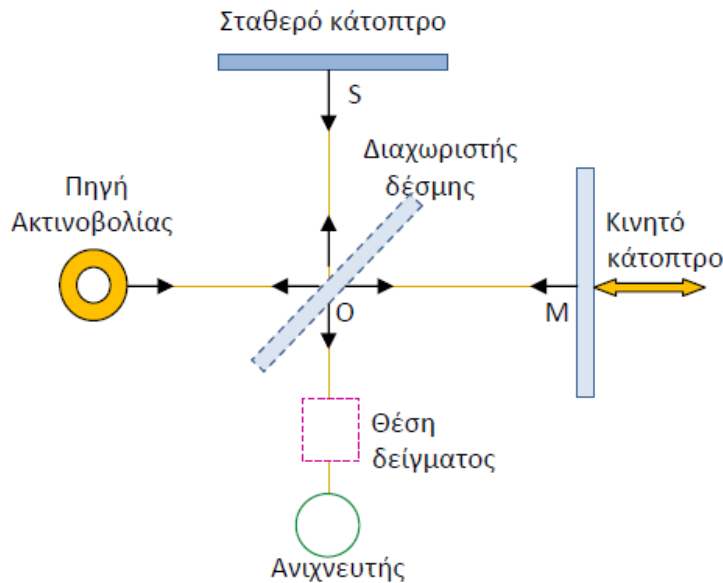 Σταθερό κάτοπτρο
S
Διαχωριστής
δέσμης
Πηγή
Ακτινοβολίας
Κινητό
κάτοπτρο
O
M
Θέση
δείγματος
Ανιχνευτής